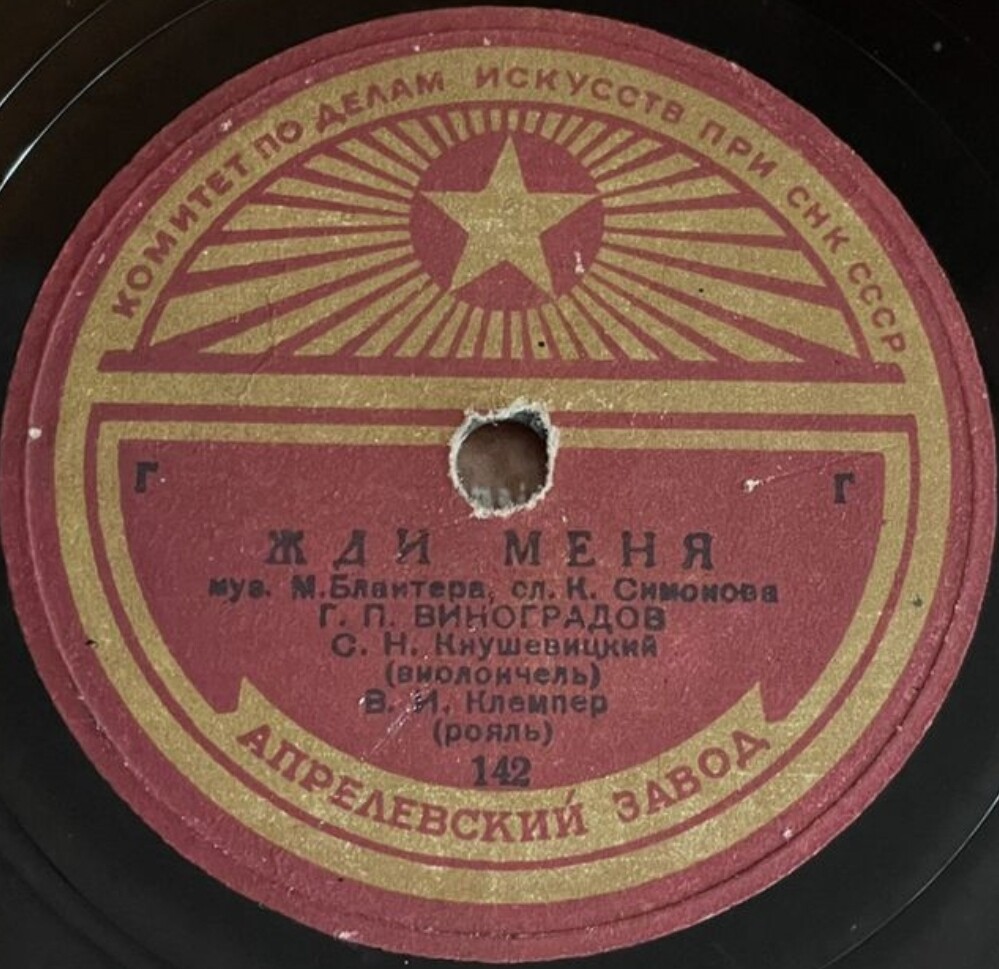 КОМИТЕТ ПО ДЕЛАМ ИСКУССТВ ПРИ СНК СССР
Г Г
ЖДИ МЕНЯ
муз. М.Блантера, сл. К. Симонова
Г. П. ВИНОГРАДОВ
С. Н. Кнушевицкий
(виолончель)
В. И. Клемпер
(рояль)
142
АПРЕЛЕВСКИЙ ЗАВОД